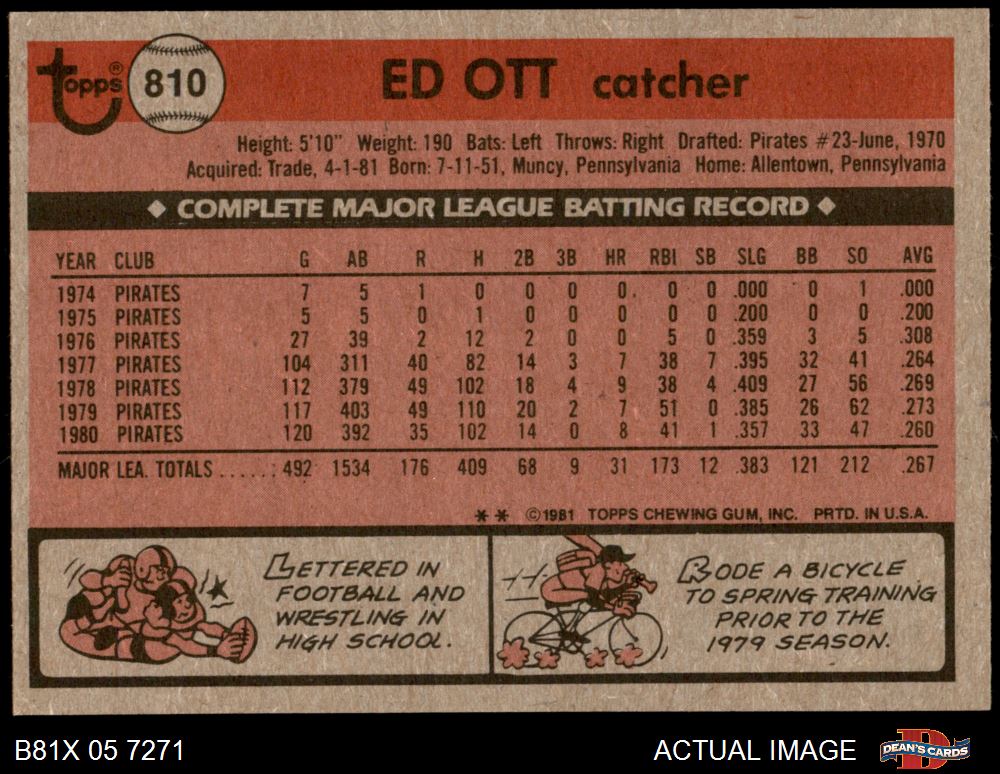 Topps® 810 ED OTT catcher
Height: 5'10" Weight: 190 Bats: Left Throws: Right Drafted: Pirates #23-June, 1970
Acquired: Trade, 4-1-81 Born: 7-11-51, Muncy, Pennsylvania Home: Allentown, Pennsylvania
◆ COMPLETE MAJOR LEAGUE BATTING RECORD ◆
YEAR CLUB G AB R H 2B 3B HR RBI SB SLG BB SO AVG
1974 PIRATES 7 5 1 0 0 0 0 0 0 .000 0 1 .000
1975 PIRATES 5 5 0 1 0 0 0 0 0 .200 0 0 .200
1976 PIRATES 27 39 2 12 2 0 0 5 0 .359 3 5 .308
1977 PIRATES 104 311 40 82 14 3 7 38 7 .395 32 41 .264
1978 PIRATES 112 379 49 102 18 4 9 38 4 .409 27 56 .269
1979 PIRATES 117 403 49 110 20 2 7 51 0 .385 26 62 .273
1980 PIRATES 120 392 35 102 14 0 8 41 1 .357 33 47 .260
MAJOR LEA. TOTALS ......: 492 1534 176 409 68 9 31 173 12 .383 121 212 .267
** ©1981 TOPPS CHEWING GUM, INC. PRTD. IN U.S.A.
LETTERED IN
FOOTBALL AND
WRESTLING IN
HIGH SCHOOL.
RODE A BICYCLE
TO SPRING TRAINING
PRIOR TO THE
1979 SEASON.
B81X 05 7271 ACTUAL IMAGE DEAN'S CARDS